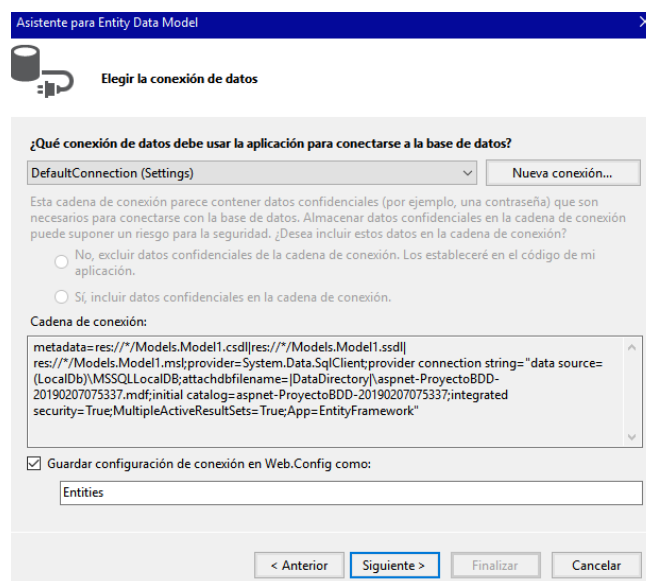 Asistente para Entity Data Model
Elegir la conexión de datos
¿Qué conexión de datos debe usar la aplicación para conectarse a la base de datos?
DefaultConnection (Settings)
Nueva conexión...
Esta cadena de conexión parece contener datos confidenciales (por ejemplo, una contraseña) que son
necesarios para conectarse con la base de datos. Almacenar datos confidenciales en la cadena de conexión
puede suponer un riesgo para la seguridad. ¿Desea incluir estos datos en la cadena de conexión?
No, excluir datos confidenciales de la cadena de conexión. Los estableceré en el código de mi
aplicación.
Sí, incluir datos confidenciales en la cadena de conexión.
Cadena de conexión:
metadata=res://*/Models.Model1.csdl|res://*/Models.Model1.ssdl|
res://*/Models.Model1.msl;provider=System.Data.SqlClient;provider connection string="data source=
(LocalDb)\MSSQLLocalDB;attachdbfilename=|DataDirectory|\aspnet-ProyectoBDD-
20190207075337.mdf;initial catalog=aspnet-ProyectoBDD-20190207075337;integrated
security=True;MultipleActiveResultSets=True;App=EntityFramework"
Guardar configuración de conexión en Web.Config como:
Entities
< Anterior
Siguiente >
Finalizar
Cancelar